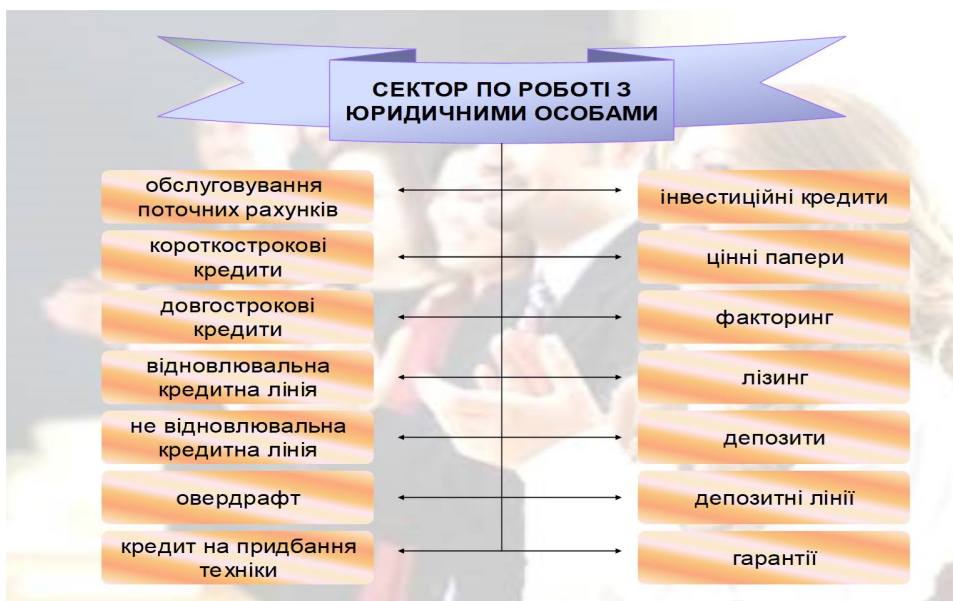 СЕКТОР ПО РОБОТІ З
ЮРИДИЧНИМИ ОСОБАМИ
обслуговування
поточних рахунків
короткострокові
кредити
довгострокові
кредити
відновлювальна
кредитна лінія
не відновлювальна
кредитна лінія
овердрафт
кредит на придбання
техніки
інвестиційні кредити
цінні папери
факторинг
лізинг
депозити
депозитні лінії
гарантії